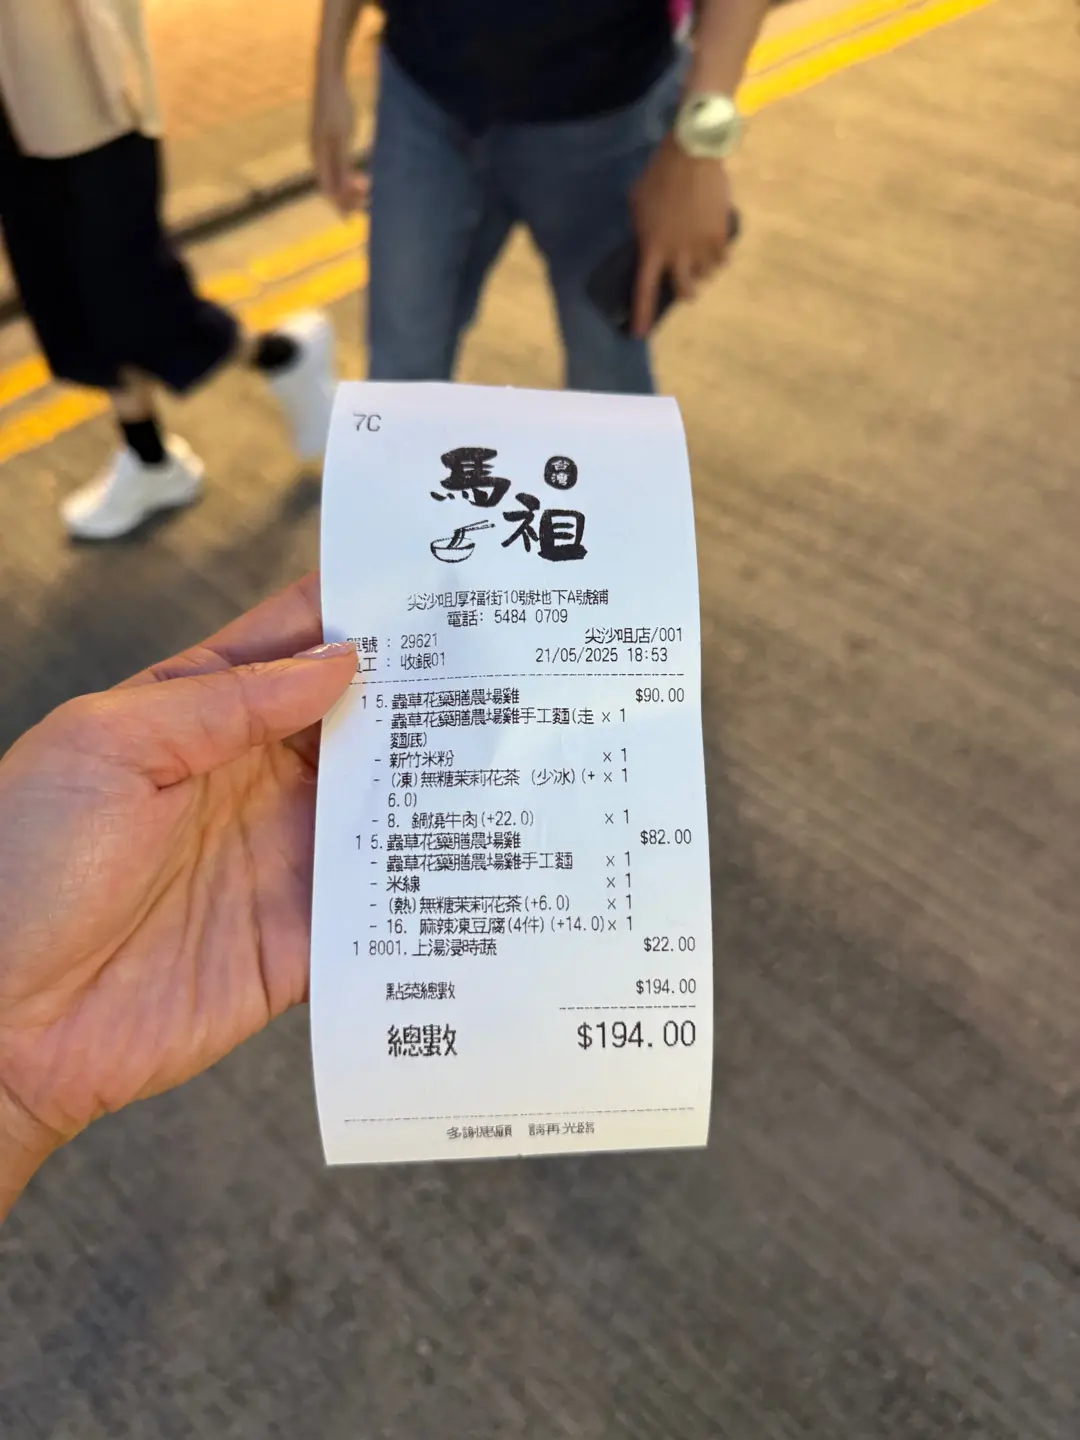 7C
馬祖
台灣
尖沙咀厚福街10號地下A號舖
電話: 5484 0709
單號 : 29621 尖沙咀店/001
員工 : 收銀01 21/05/2025 18:53
1 5.蟲草花藥膳農場雞 $90.00
- 蟲草花藥膳農場雞手工麵(走 x 1
麵底)
- 新竹米粉 x 1
- (凍)無糖茉莉花茶 (少冰)(+ x 1
6.0)
- 8. 鍋燒牛肉(+22.0) x 1
1 5.蟲草花藥膳農場雞 $82.00
- 蟲草花藥膳農場雞手工麵 x 1
- 米線 x 1
- (熱)無糖茉莉花茶(+6.0) x 1
- 16. 麻辣凍豆腐(4件)(+14.0)x 1
1 8001.上湯浸時蔬 $22.00
點菜總數 $194.00
總數 $194.00
多謝惠顧 請再光臨